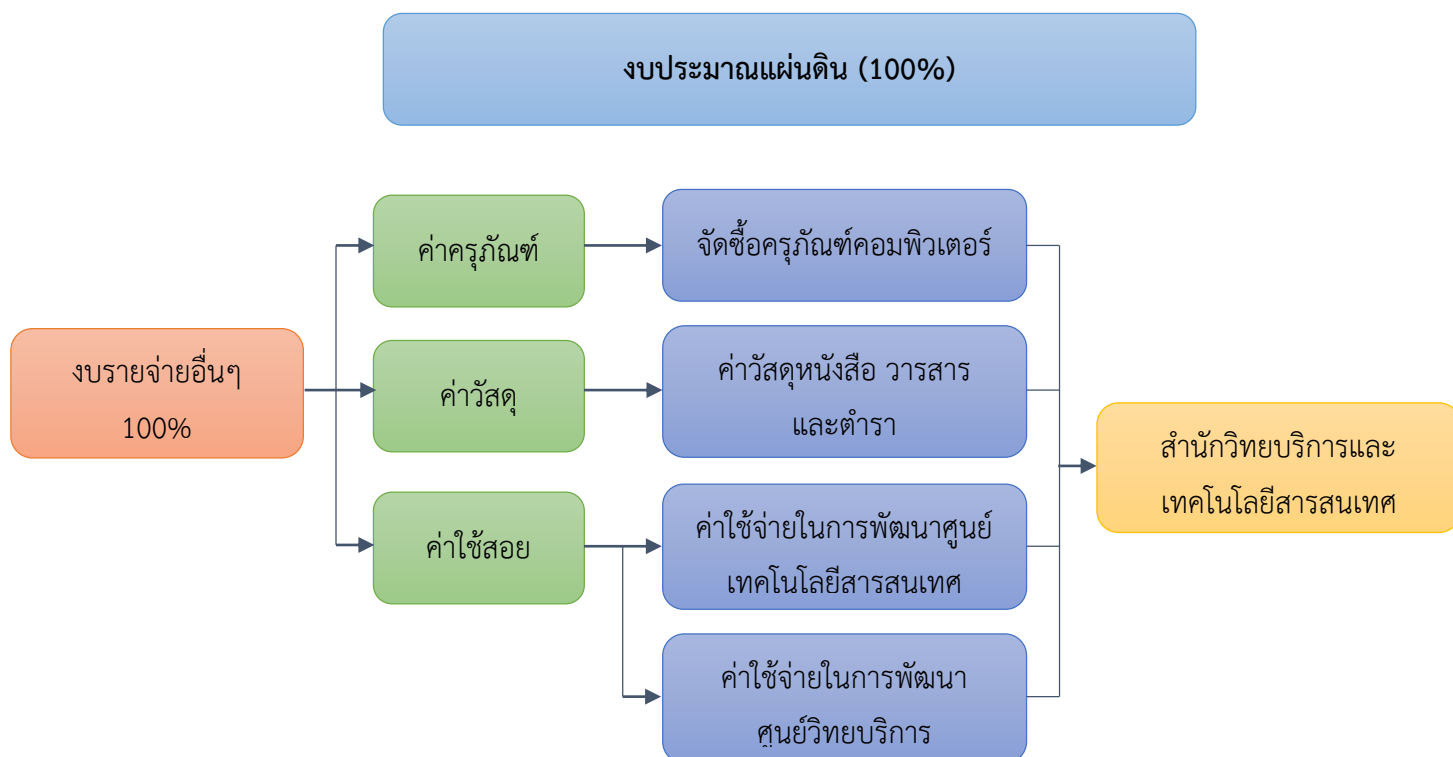 งบประมาณแผ่นดิน (100%)
ค่าครุภัณฑ์
จัดซื้อครุภัณฑ์คอมพิวเตอร์
งบรายจ่ายอื่นๆ
100%
ค่าวัสดุ
ค่าวัสดุหนังสือ วารสาร
และตำรา
สำนักวิทยบริการและ
เทคโนโลยีสารสนเทศ
ค่าใช้สอย
ค่าใช้จ่ายในการพัฒนาศูนย์
เทคโนโลยีสารสนเทศ
ค่าใช้จ่ายในการพัฒนา
ศูนย์วิทยบริการ